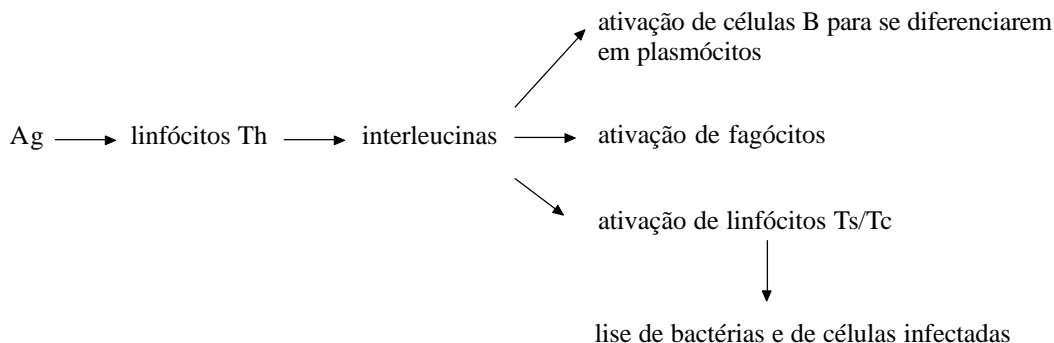 ativação de células B para se diferenciarem
em plasmócitos
Ag
linfócitos Th
interleucinas
ativação de fagócitos
ativação de linfócitos Ts/Tc
lise de bactérias e de células infectadas